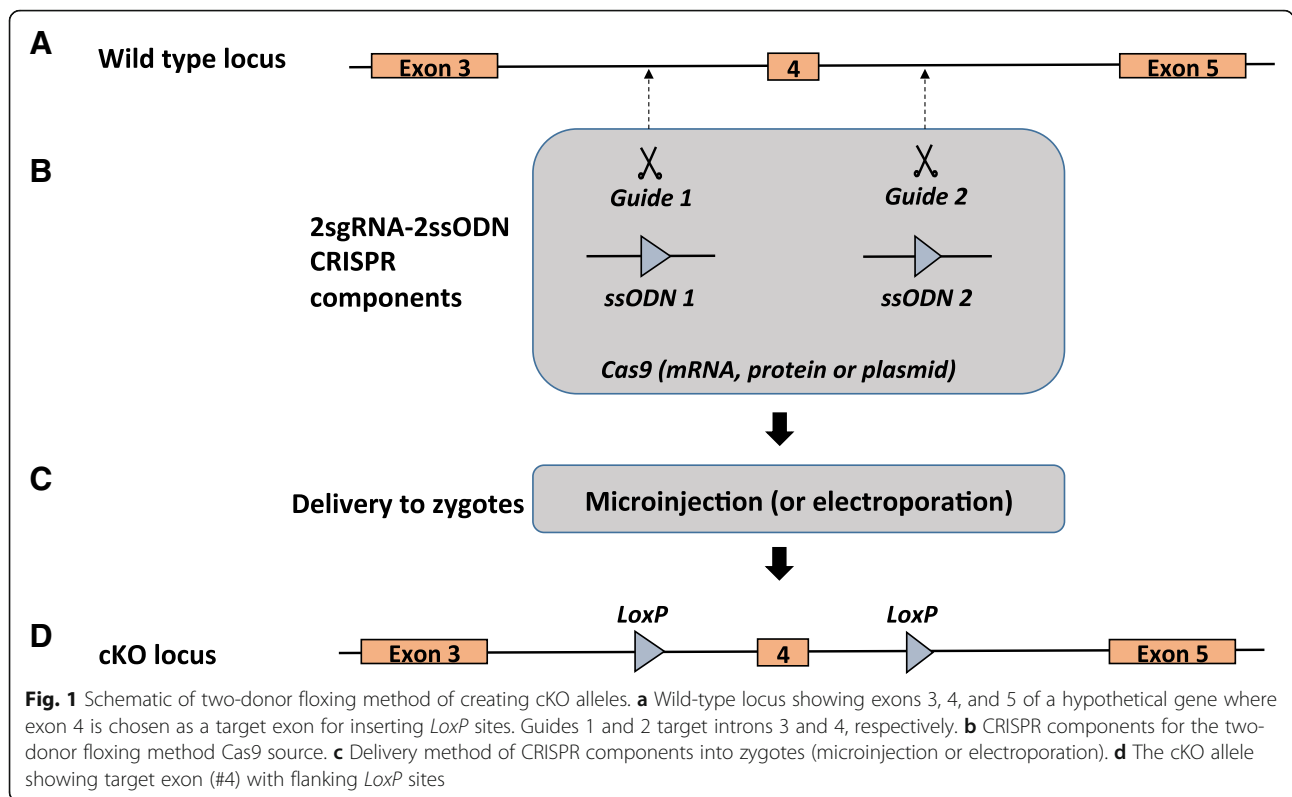 A
Wild type locus
Exon 3
4
Exon 5
B
2sgRNA-2ssODN
CRISPR
components
Guide 1
Guide 2
ssODN 1
ssODN 2
Cas9 (mRNA, protein or plasmid)
C
Delivery to zygotes
Microinjection (or electroporation)
D
cKO locus
LoxP
LoxP
Exon 3
4
Exon 5
Fig. 1 Schematic of two-donor floxing method of creating cKO alleles. a Wild-type locus showing exons 3, 4, and 5 of a hypothetical gene where
exon 4 is chosen as a target exon for inserting LoxP sites. Guides 1 and 2 target introns 3 and 4, respectively. b CRISPR components for the two-
donor floxing method Cas9 source. c Delivery method of CRISPR components into zygotes (microinjection or electroporation). d The cKO allele
showing target exon (#4) with flanking LoxP sites